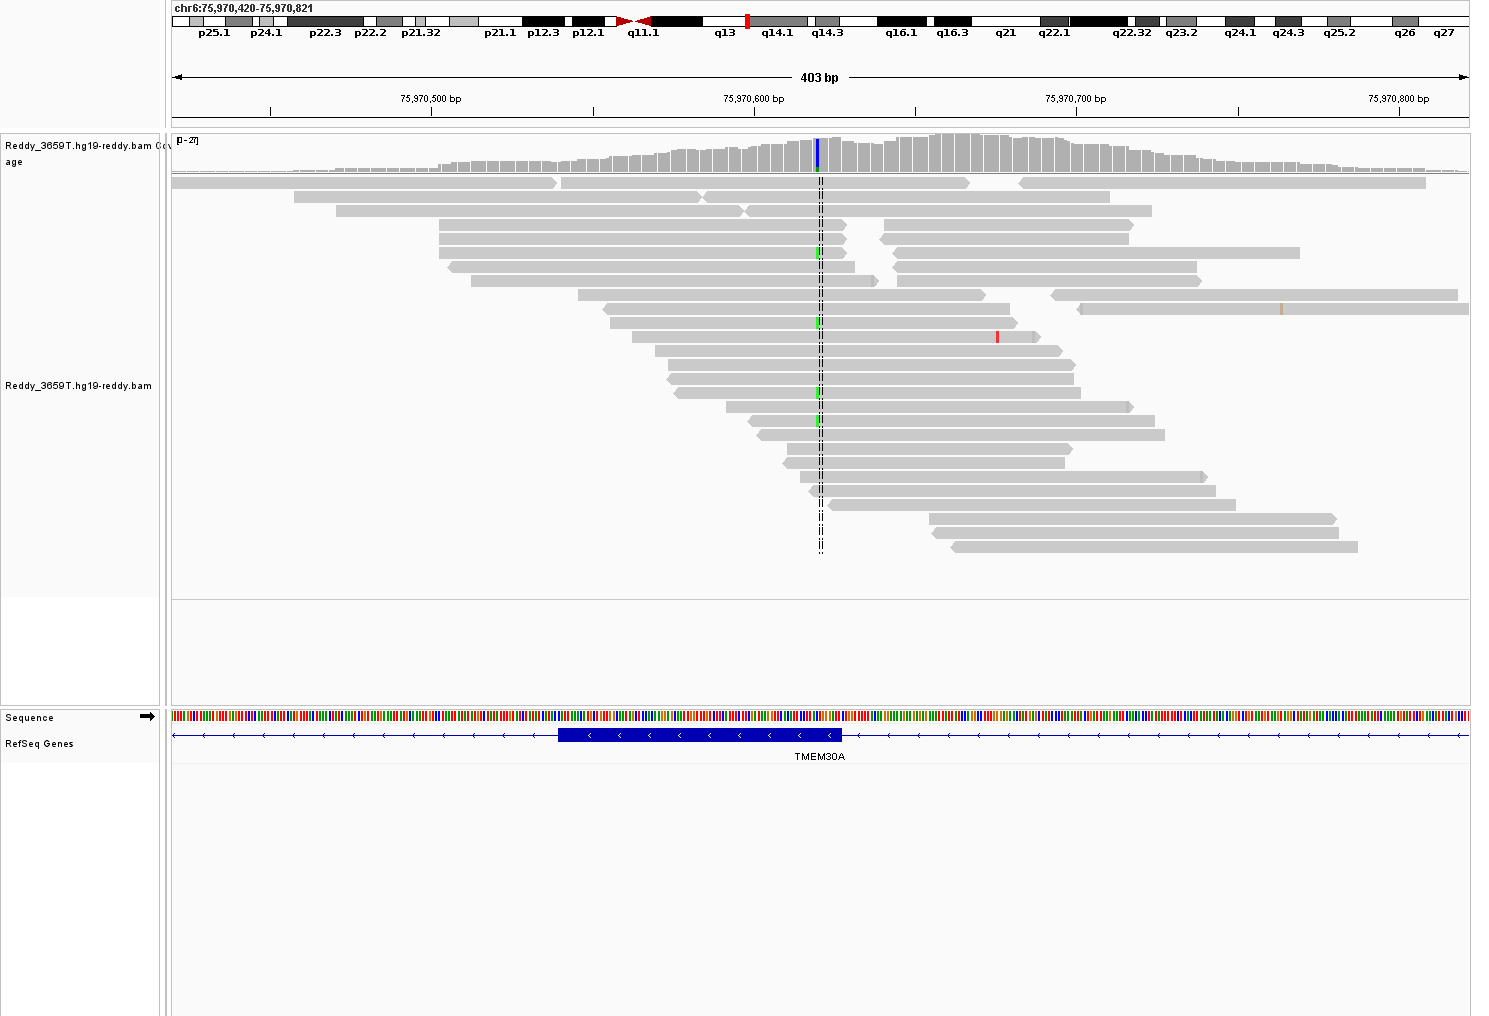 chr6:75,970,420-75,970,821
p25.1 p24.1 p22.3 p22.2 p21.32 p21.1 p12.3 p12.1 q11.1 q13 q14.1 q14.3 q16.1 q16.3 q21 q22.1 q22.32 q23.2 q24.1 q24.3 q25.2 q26 q27
403 bp
75,970,500 bp 75,970,600 bp 75,970,700 bp 75,970,800 bp
Reddy_3659T.hg19-reddy.bam Cov
age
[0 - 27]
Reddy_3659T.hg19-reddy.bam
Sequence
RefSeq Genes
TMEM30A